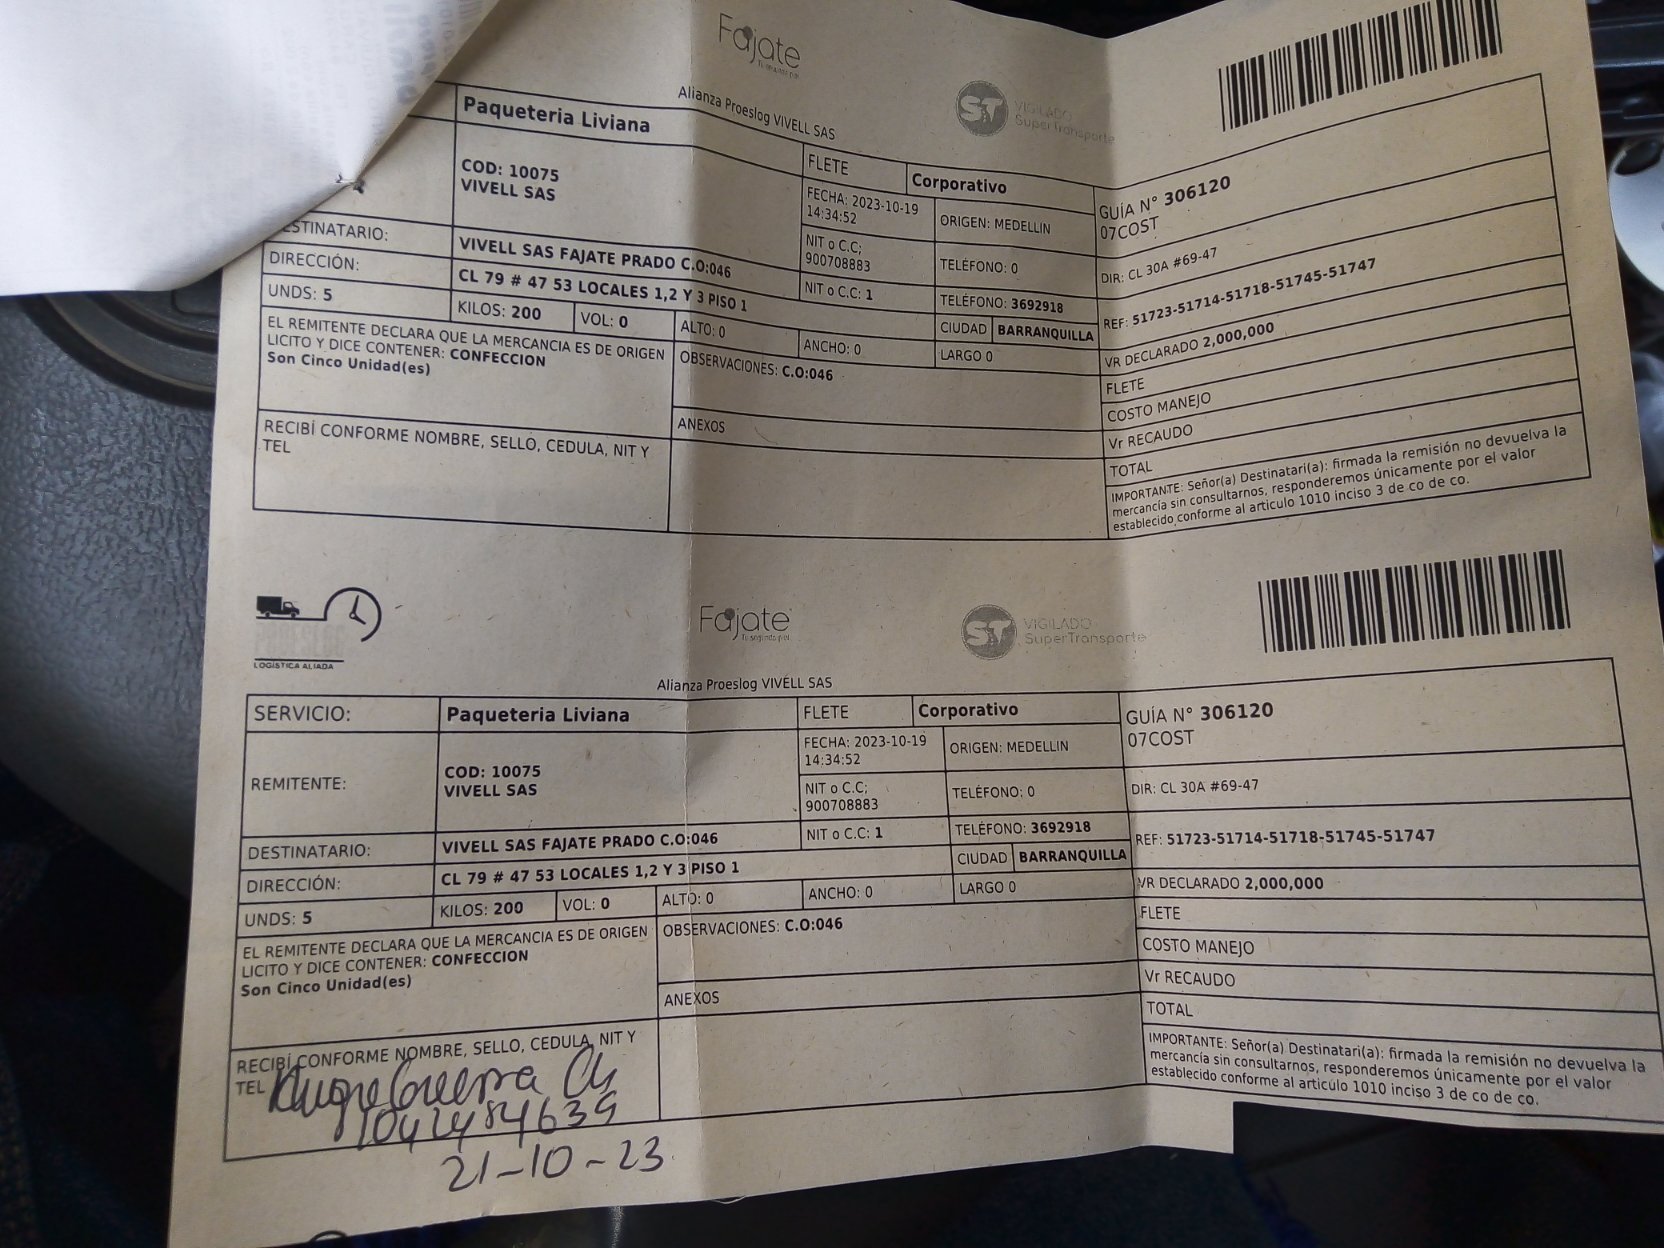 Fajate
Tu segunda piel
Alianza Proeslog VIVELL SAS
ST VIGILADO
SuperTransporte
Paqueteria Liviana
FLETE
Corporativo
GUÍA N° 306120
07COST
COD: 10075
VIVELL SAS
FECHA: 2023-10-19
14:34:52
ORIGEN: MEDELLIN
NIT o C.C;
900708883
TELÉFONO: 0
DIR: CL 30A #69-47
ESTINATARIO:
VIVELL SAS FAJATE PRADO C.O:046
NIT o C.C: 1
TELÉFONO: 3692918
REF: 51723-51714-51718-51745-51747
DIRECCIÓN:
CL 79 # 47 53 LOCALES 1,2 Y 3 PISO 1
CIUDAD
BARRANQUILLA
UNDS: 5
KILOS: 200
VOL: 0
ALTO: 0
ANCHO: 0
LARGO 0
VR DECLARADO 2,000,000
EL REMITENTE DECLARA QUE LA MERCANCIA ES DE ORIGEN
LICITO Y DICE CONTENER: CONFECCION
Son Cinco Unidad(es)
OBSERVACIONES: C.O:046
FLETE
COSTO MANEJO
ANEXOS
Vr RECAUDO
RECIBÍ CONFORME NOMBRE, SELLO, CEDULA, NIT Y
TEL
TOTAL
IMPORTANTE: Señor(a) Destinatari(a): firmada la remisión no devuelva la
mercancía sin consultarnos, responderemos únicamente por el valor
establecido conforme al articulo 1010 inciso 3 de co de co.
LOGÍSTICA ALIADA
Fajate
Tu segunda piel
ST VIGILADO
SuperTransporte
Alianza Proeslog VIVELL SAS
SERVICIO:
Paqueteria Liviana
FLETE
Corporativo
GUÍA N° 306120
07COST
REMITENTE:
COD: 10075
VIVELL SAS
FECHA: 2023-10-19
14:34:52
ORIGEN: MEDELLIN
NIT o C.C;
900708883
TELÉFONO: 0
DIR: CL 30A #69-47
DESTINATARIO:
VIVELL SAS FAJATE PRADO C.O:046
NIT o C.C: 1
TELÉFONO: 3692918
REF: 51723-51714-51718-51745-51747
DIRECCIÓN:
CL 79 # 47 53 LOCALES 1,2 Y 3 PISO 1
CIUDAD
BARRANQUILLA
UNDS: 5
KILOS: 200
VOL: 0
ALTO: 0
ANCHO: 0
LARGO 0
VR DECLARADO 2,000,000
EL REMITENTE DECLARA QUE LA MERCANCIA ES DE ORIGEN
LICITO Y DICE CONTENER: CONFECCION
Son Cinco Unidad(es)
OBSERVACIONES: C.O:046
FLETE
COSTO MANEJO
ANEXOS
Vr RECAUDO
TOTAL
RECIBÍ CONFORME NOMBRE, SELLO, CEDULA, NIT Y
TEL
IMPORTANTE: Señor(a) Destinatari(a): firmada la remisión no devuelva la
mercancía sin consultarnos, responderemos únicamente por el valor
establecido conforme al articulo 1010 inciso 3 de co de co.
1042484639
21-10-23